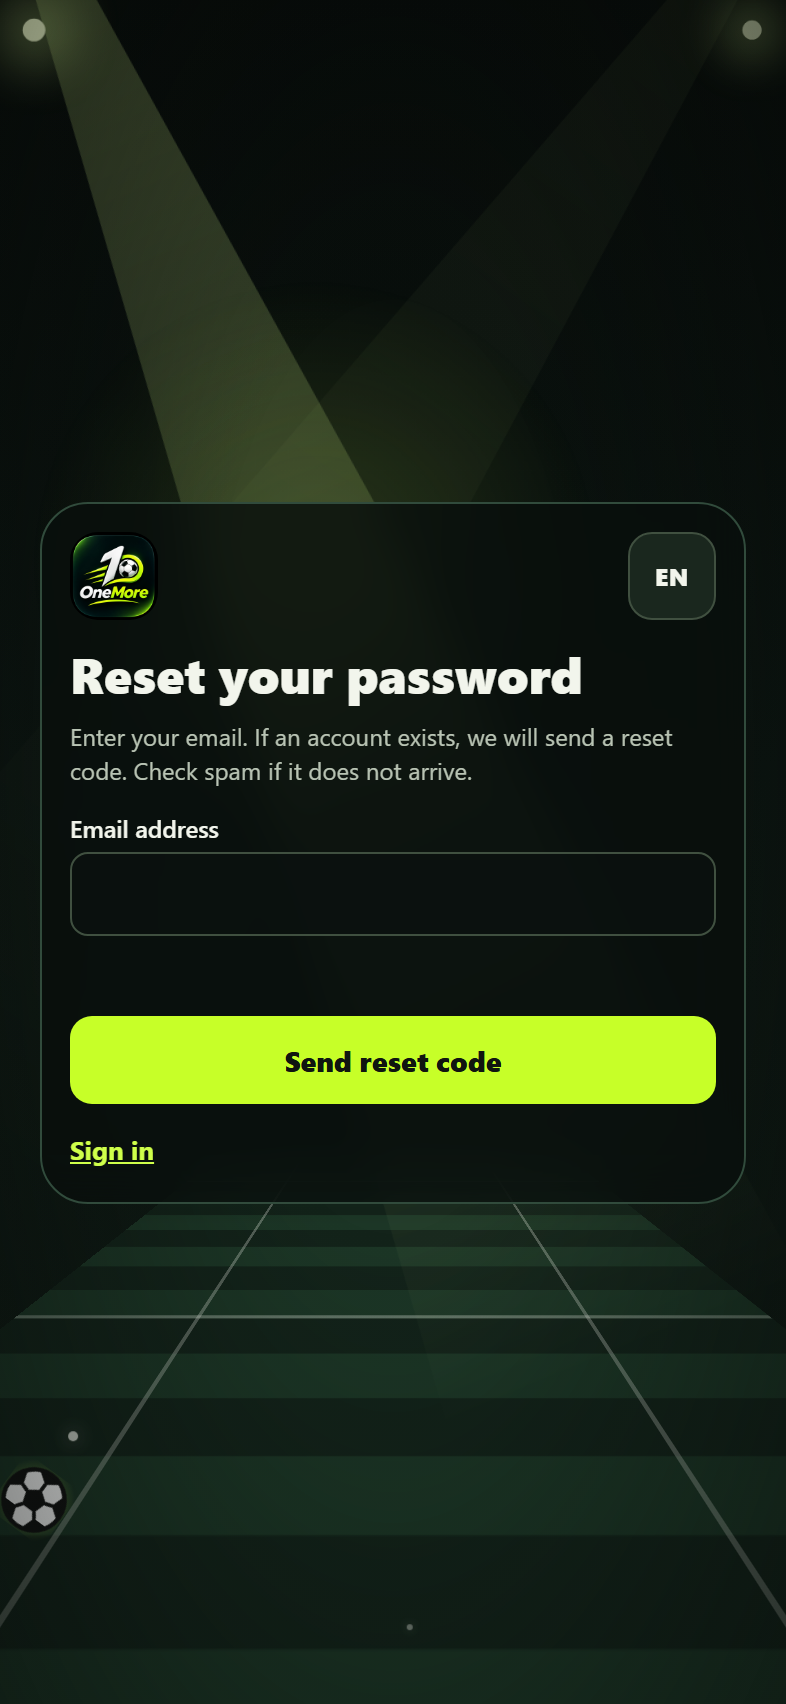 OneMore
EN
Reset your password
Enter your email. If an account exists, we will send a reset
code. Check spam if it does not arrive.
Email address
Send reset code
Sign in